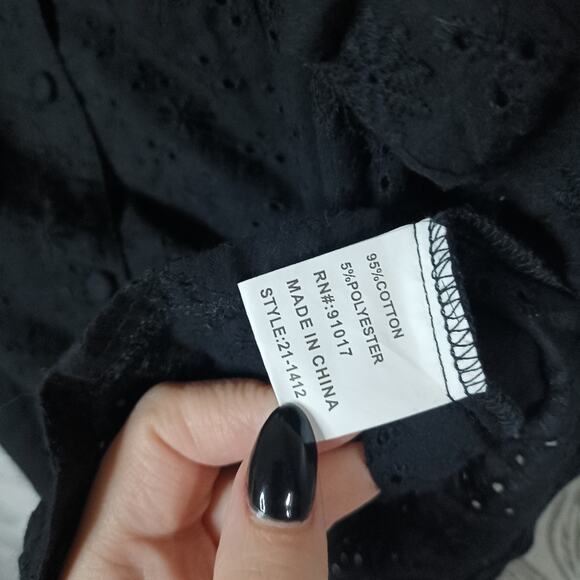 95%COTTON
5%POLYESTER
RN#:91017
MADE IN CHINA
STYLE:21-1412